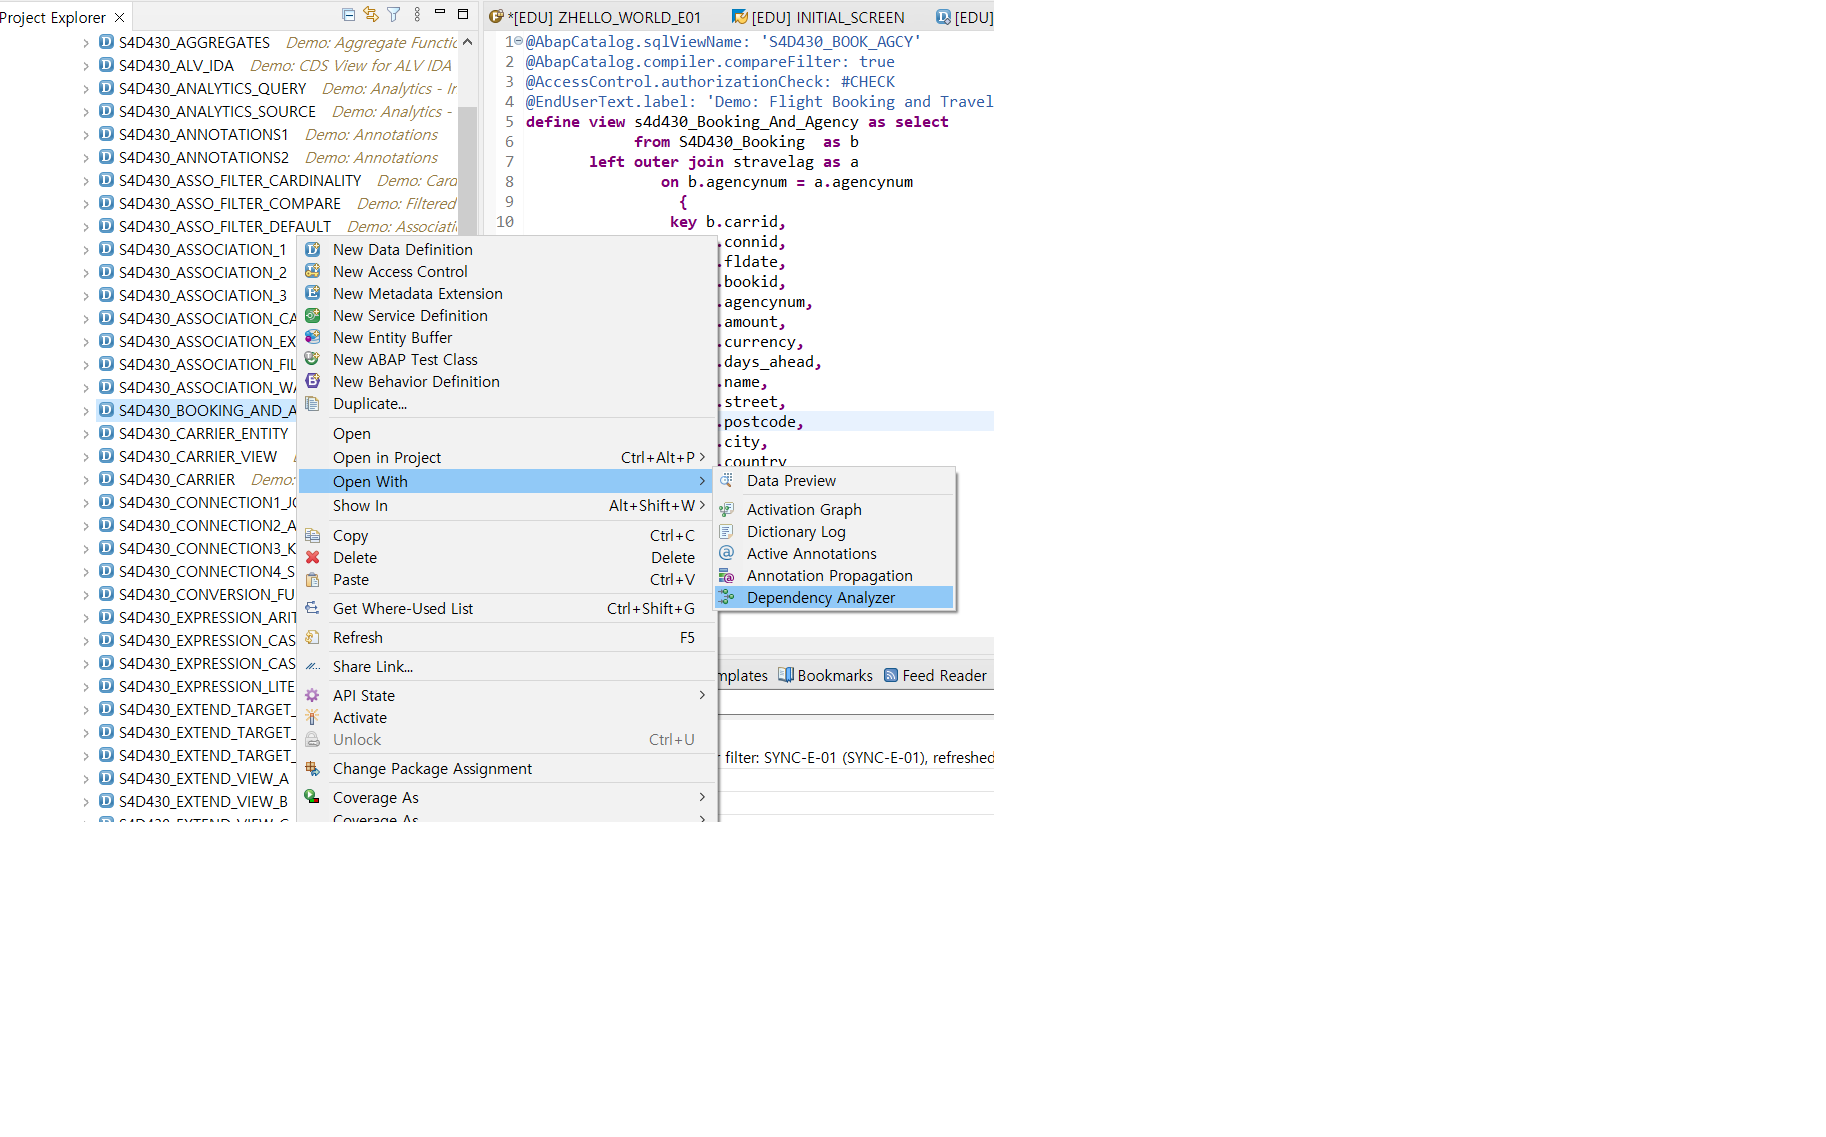 Project Explorer
S4D430_AGGREGATES Demo: Aggregate Functic
S4D430_ALV_IDA Demo: CDS View for ALV IDA
S4D430_ANALYTICS_QUERY Demo: Analytics - Ir
S4D430_ANALYTICS_SOURCE Demo: Analytics -
S4D430_ANNOTATIONS1 Demo: Annotations
S4D430_ANNOTATIONS2 Demo: Annotations
S4D430_ASSO_FILTER_CARDINALITY Demo: Card
S4D430_ASSO_FILTER_COMPARE Demo: Filtered
S4D430_ASSO_FILTER_DEFAULT Demo: Associati
S4D430_ASSOCIATION_1
S4D430_ASSOCIATION_2
S4D430_ASSOCIATION_3
S4D430_ASSOCIATION_CA
S4D430_ASSOCIATION_EX
S4D430_ASSOCIATION_FIL
S4D430_ASSOCIATION_WA
S4D430_BOOKING_AND_A
S4D430_CARRIER_ENTITY
S4D430_CARRIER_VIEW
S4D430_CARRIER Demo:
S4D430_CONNECTION1_JO
S4D430_CONNECTION2_A
S4D430_CONNECTION3_K
S4D430_CONNECTION4_S
S4D430_CONVERSION_FU
S4D430_EXPRESSION_ARIT
S4D430_EXPRESSION_CAS
S4D430_EXPRESSION_CAS
S4D430_EXPRESSION_LITE
S4D430_EXTEND_TARGET_
S4D430_EXTEND_TARGET_
S4D430_EXTEND_TARGET_
S4D430_EXTEND_VIEW_A
S4D430_EXTEND_VIEW_B
S4D430_EXTEND_VIEW_C
*[EDU] ZHELLO_WORLD_E01 [EDU] INITIAL_SCREEN [EDU]
1 @AbapCatalog.sqlViewName: 'S4D430_BOOK_AGCY'
2 @AbapCatalog.compiler.compareFilter: true
3 @AccessControl.authorizationCheck: #CHECK
4 @EndUserText.label: 'Demo: Flight Booking and Travel
5 define view s4d430_Booking_And_Agency as select
6 from S4D430_Booking as b
7 left outer join stravelag as a
8 on b.agencynum = a.agencynum
9 {
10 key b.carrid,
.connid,
.fldate,
.bookid,
.agencynum,
.amount,
.currency,
.days_ahead,
.name,
.street,
.postcode,
.city,
.country
New Data Definition
New Access Control
New Metadata Extension
New Service Definition
New Entity Buffer
New ABAP Test Class
New Behavior Definition
Duplicate...
Open
Open in Project Ctrl+Alt+P >
Open With >
Show In Alt+Shift+W >
Copy Ctrl+C
Delete Delete
Paste Ctrl+V
Get Where-Used List Ctrl+Shift+G
Refresh F5
Share Link...
API State >
Activate
Unlock Ctrl+U
Change Package Assignment
Coverage As >
Coverage As >
Data Preview
Activation Graph
Dictionary Log
Active Annotations
Annotation Propagation
Dependency Analyzer
mplates Bookmarks Feed Reader
filter: SYNC-E-01 (SYNC-E-01), refreshed